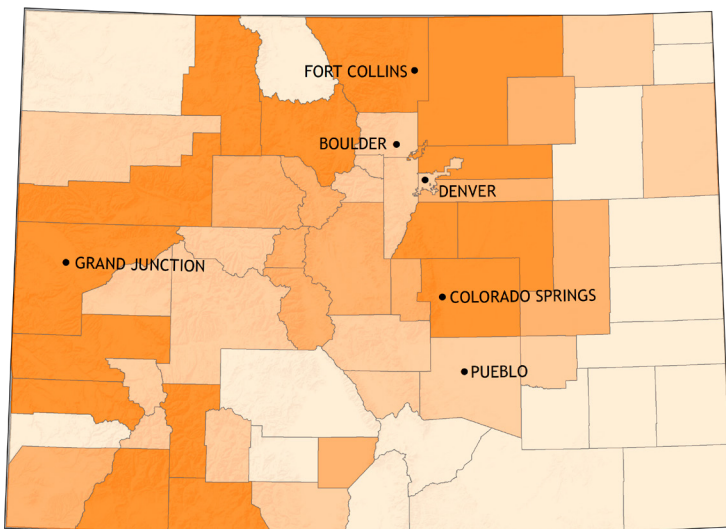 FORT COLLINS
BOULDER
DENVER
GRAND JUNCTION
COLORADO SPRINGS
PUEBLO